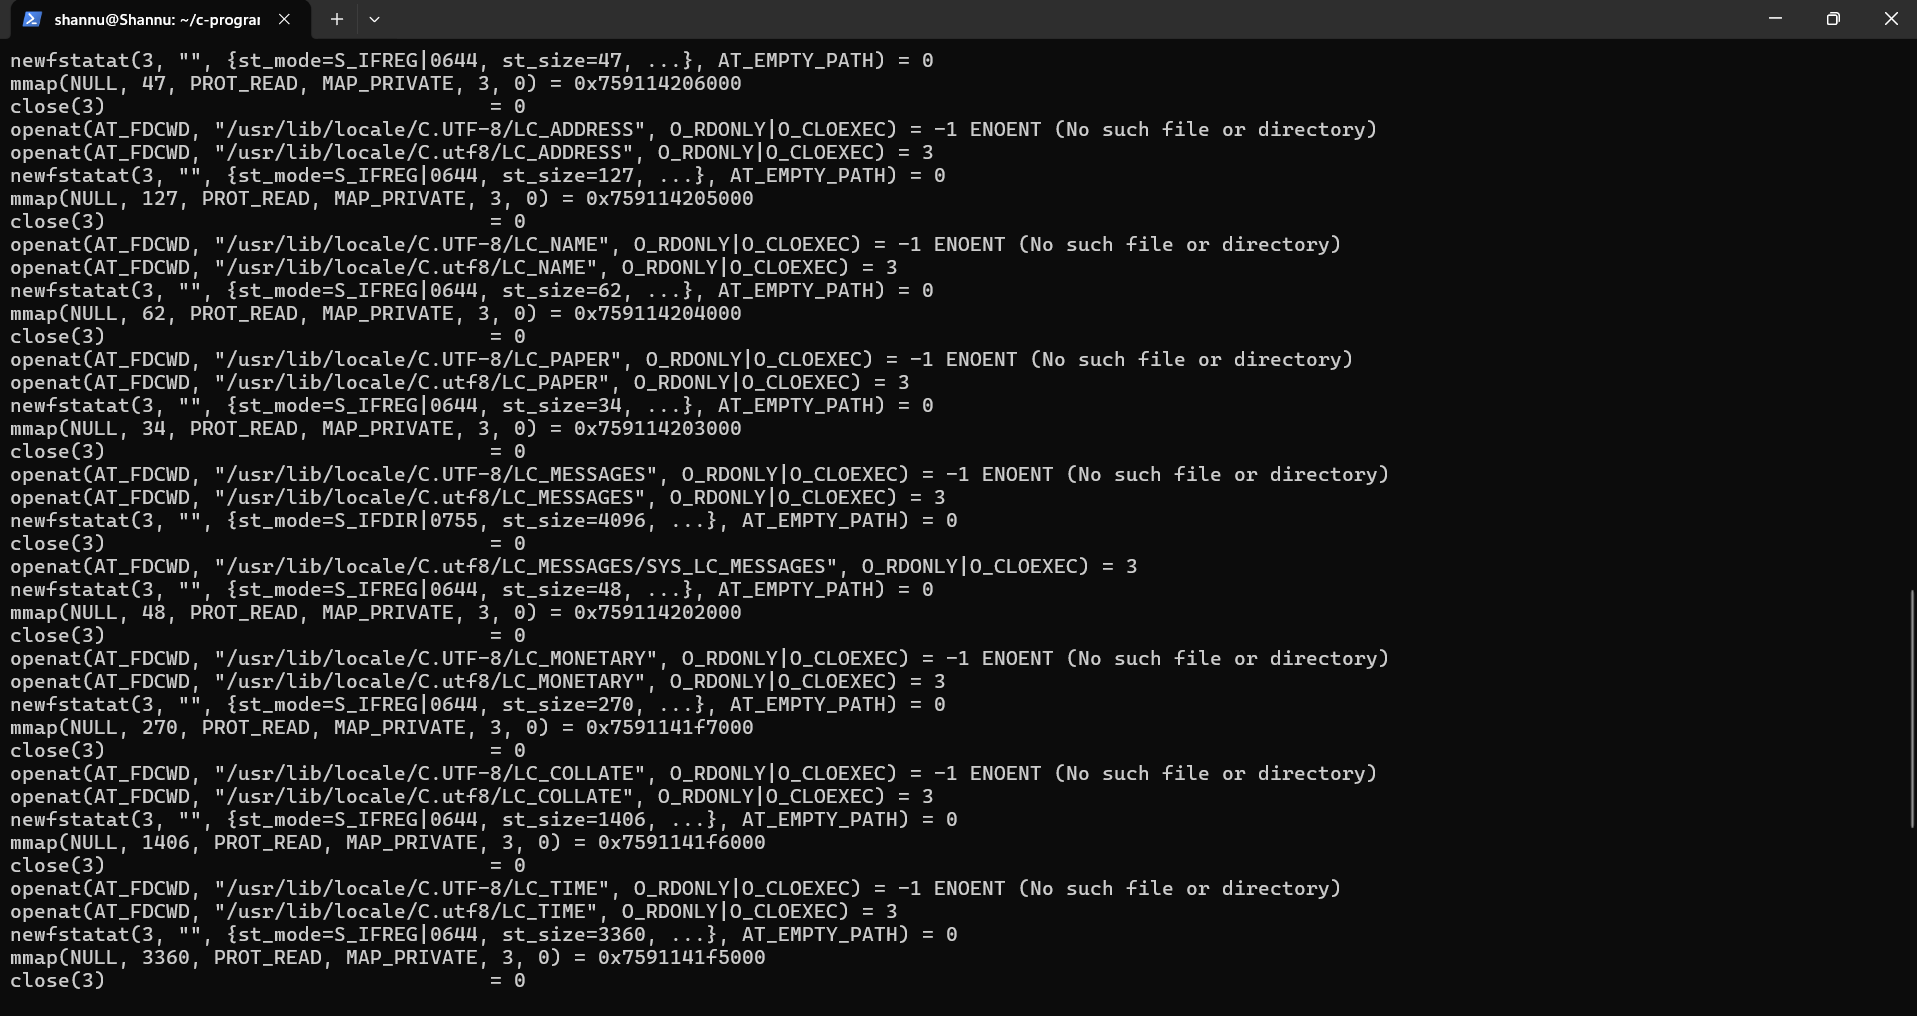 shannu@Shannu: ~/c-progra
newfstatat(3, "", {st_mode=S_IFREG|0644, st_size=47, ...}, AT_EMPTY_PATH) = 0
mmap(NULL, 47, PROT_READ, MAP_PRIVATE, 3, 0) = 0x759114206000
close(3)                                = 0
openat(AT_FDCWD, "/usr/lib/locale/C.UTF-8/LC_ADDRESS", O_RDONLY|O_CLOEXEC) = -1 ENOENT (No such file or directory)
openat(AT_FDCWD, "/usr/lib/locale/C.utf8/LC_ADDRESS", O_RDONLY|O_CLOEXEC) = 3
newfstatat(3, "", {st_mode=S_IFREG|0644, st_size=127, ...}, AT_EMPTY_PATH) = 0
mmap(NULL, 127, PROT_READ, MAP_PRIVATE, 3, 0) = 0x759114205000
close(3)                                = 0
openat(AT_FDCWD, "/usr/lib/locale/C.UTF-8/LC_NAME", O_RDONLY|O_CLOEXEC) = -1 ENOENT (No such file or directory)
openat(AT_FDCWD, "/usr/lib/locale/C.utf8/LC_NAME", O_RDONLY|O_CLOEXEC) = 3
newfstatat(3, "", {st_mode=S_IFREG|0644, st_size=62, ...}, AT_EMPTY_PATH) = 0
mmap(NULL, 62, PROT_READ, MAP_PRIVATE, 3, 0) = 0x759114204000
close(3)                                = 0
openat(AT_FDCWD, "/usr/lib/locale/C.UTF-8/LC_PAPER", O_RDONLY|O_CLOEXEC) = -1 ENOENT (No such file or directory)
openat(AT_FDCWD, "/usr/lib/locale/C.utf8/LC_PAPER", O_RDONLY|O_CLOEXEC) = 3
newfstatat(3, "", {st_mode=S_IFREG|0644, st_size=34, ...}, AT_EMPTY_PATH) = 0
mmap(NULL, 34, PROT_READ, MAP_PRIVATE, 3, 0) = 0x759114203000
close(3)                                = 0
openat(AT_FDCWD, "/usr/lib/locale/C.UTF-8/LC_MESSAGES", O_RDONLY|O_CLOEXEC) = -1 ENOENT (No such file or directory)
openat(AT_FDCWD, "/usr/lib/locale/C.utf8/LC_MESSAGES", O_RDONLY|O_CLOEXEC) = 3
newfstatat(3, "", {st_mode=S_IFDIR|0755, st_size=4096, ...}, AT_EMPTY_PATH) = 0
close(3)                                = 0
openat(AT_FDCWD, "/usr/lib/locale/C.utf8/LC_MESSAGES/SYS_LC_MESSAGES", O_RDONLY|O_CLOEXEC) = 3
newfstatat(3, "", {st_mode=S_IFREG|0644, st_size=48, ...}, AT_EMPTY_PATH) = 0
mmap(NULL, 48, PROT_READ, MAP_PRIVATE, 3, 0) = 0x759114202000
close(3)                                = 0
openat(AT_FDCWD, "/usr/lib/locale/C.UTF-8/LC_MONETARY", O_RDONLY|O_CLOEXEC) = -1 ENOENT (No such file or directory)
openat(AT_FDCWD, "/usr/lib/locale/C.utf8/LC_MONETARY", O_RDONLY|O_CLOEXEC) = 3
newfstatat(3, "", {st_mode=S_IFREG|0644, st_size=270, ...}, AT_EMPTY_PATH) = 0
mmap(NULL, 270, PROT_READ, MAP_PRIVATE, 3, 0) = 0x7591141f7000
close(3)                                = 0
openat(AT_FDCWD, "/usr/lib/locale/C.UTF-8/LC_COLLATE", O_RDONLY|O_CLOEXEC) = -1 ENOENT (No such file or directory)
openat(AT_FDCWD, "/usr/lib/locale/C.utf8/LC_COLLATE", O_RDONLY|O_CLOEXEC) = 3
newfstatat(3, "", {st_mode=S_IFREG|0644, st_size=1406, ...}, AT_EMPTY_PATH) = 0
mmap(NULL, 1406, PROT_READ, MAP_PRIVATE, 3, 0) = 0x7591141f6000
close(3)                                = 0
openat(AT_FDCWD, "/usr/lib/locale/C.UTF-8/LC_TIME", O_RDONLY|O_CLOEXEC) = -1 ENOENT (No such file or directory)
openat(AT_FDCWD, "/usr/lib/locale/C.utf8/LC_TIME", O_RDONLY|O_CLOEXEC) = 3
newfstatat(3, "", {st_mode=S_IFREG|0644, st_size=3360, ...}, AT_EMPTY_PATH) = 0
mmap(NULL, 3360, PROT_READ, MAP_PRIVATE, 3, 0) = 0x7591141f5000
close(3)                                = 0